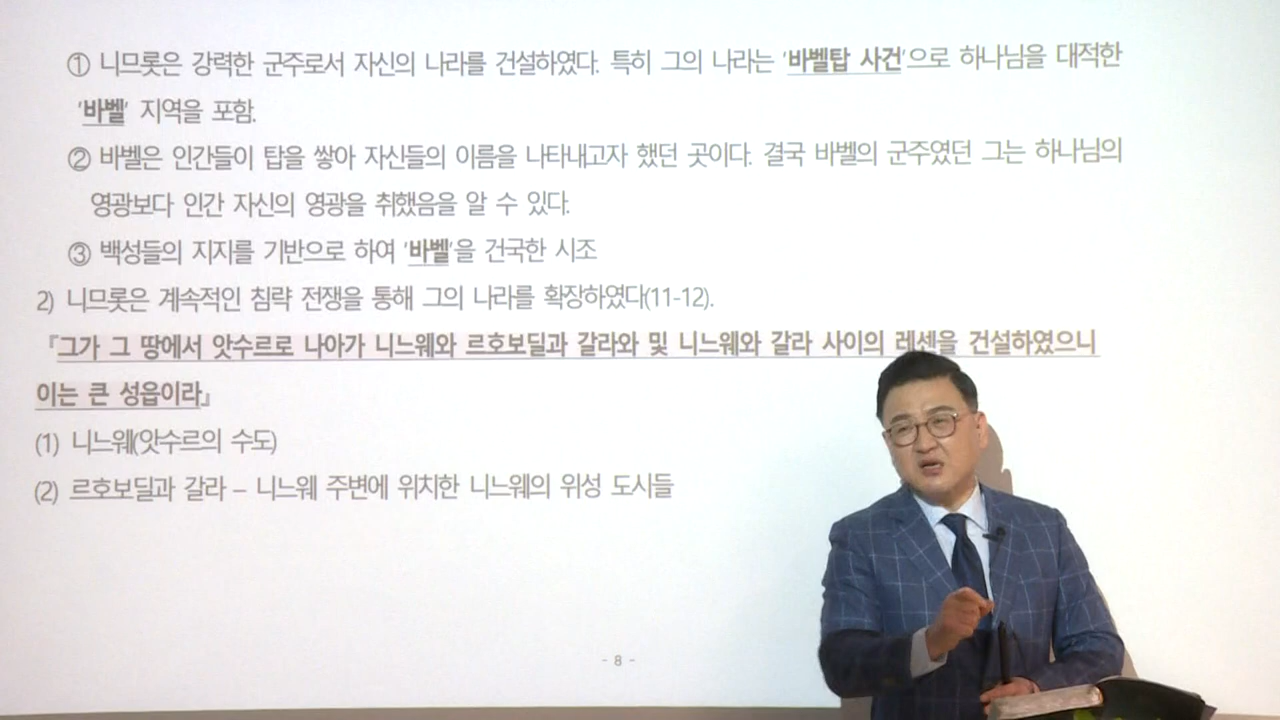 ① 니므롯은 강력한 군주로서 자신의 나라를 건설하였다. 특히 그의 나라는 '바벨탑 사건'으로 하나님을 대적한
'바벨' 지역을 포함.
② 바벨은 인간들이 탑을 쌓아 자신들의 이름을 나타내고자 했던 곳이다. 결국 바벨의 군주였던 그는 하나님의
영광보다 인간 자신의 영광을 취했음을 알 수 있다.
③ 백성들의 지지를 기반으로 하여 '바벨'을 건국한 시조
2) 니므롯은 계속적인 침략 전쟁을 통해 그의 나라를 확장하였다(11-12).
『그가 그 땅에서 앗수르로 나아가 니느웨와 르호보딜과 갈라와 및 니느웨와 갈라 사이의 레센을 건설하였으니
이는 큰 성읍이라』
(1) 니느웨(앗수르의 수도)
(2) 르호보딜과 갈라 – 니느웨 주변에 위치한 니느웨의 위성 도시들
- 8 -